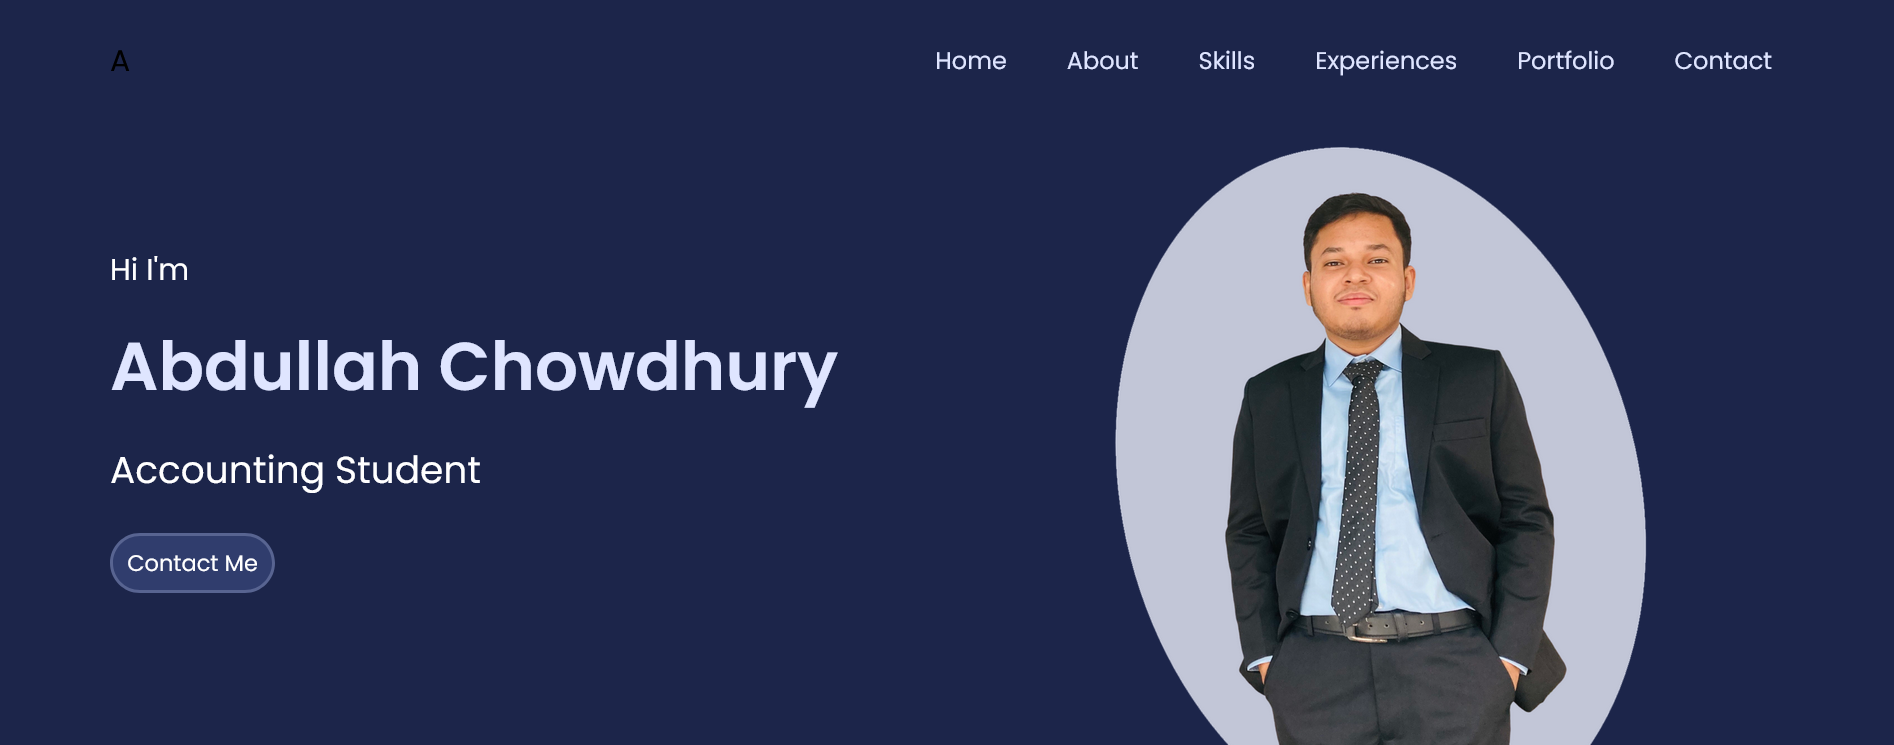 A
Home About Skills Experiences Portfolio Contact
Hi I'm
Abdullah Chowdhury
Accounting Student
Contact Me